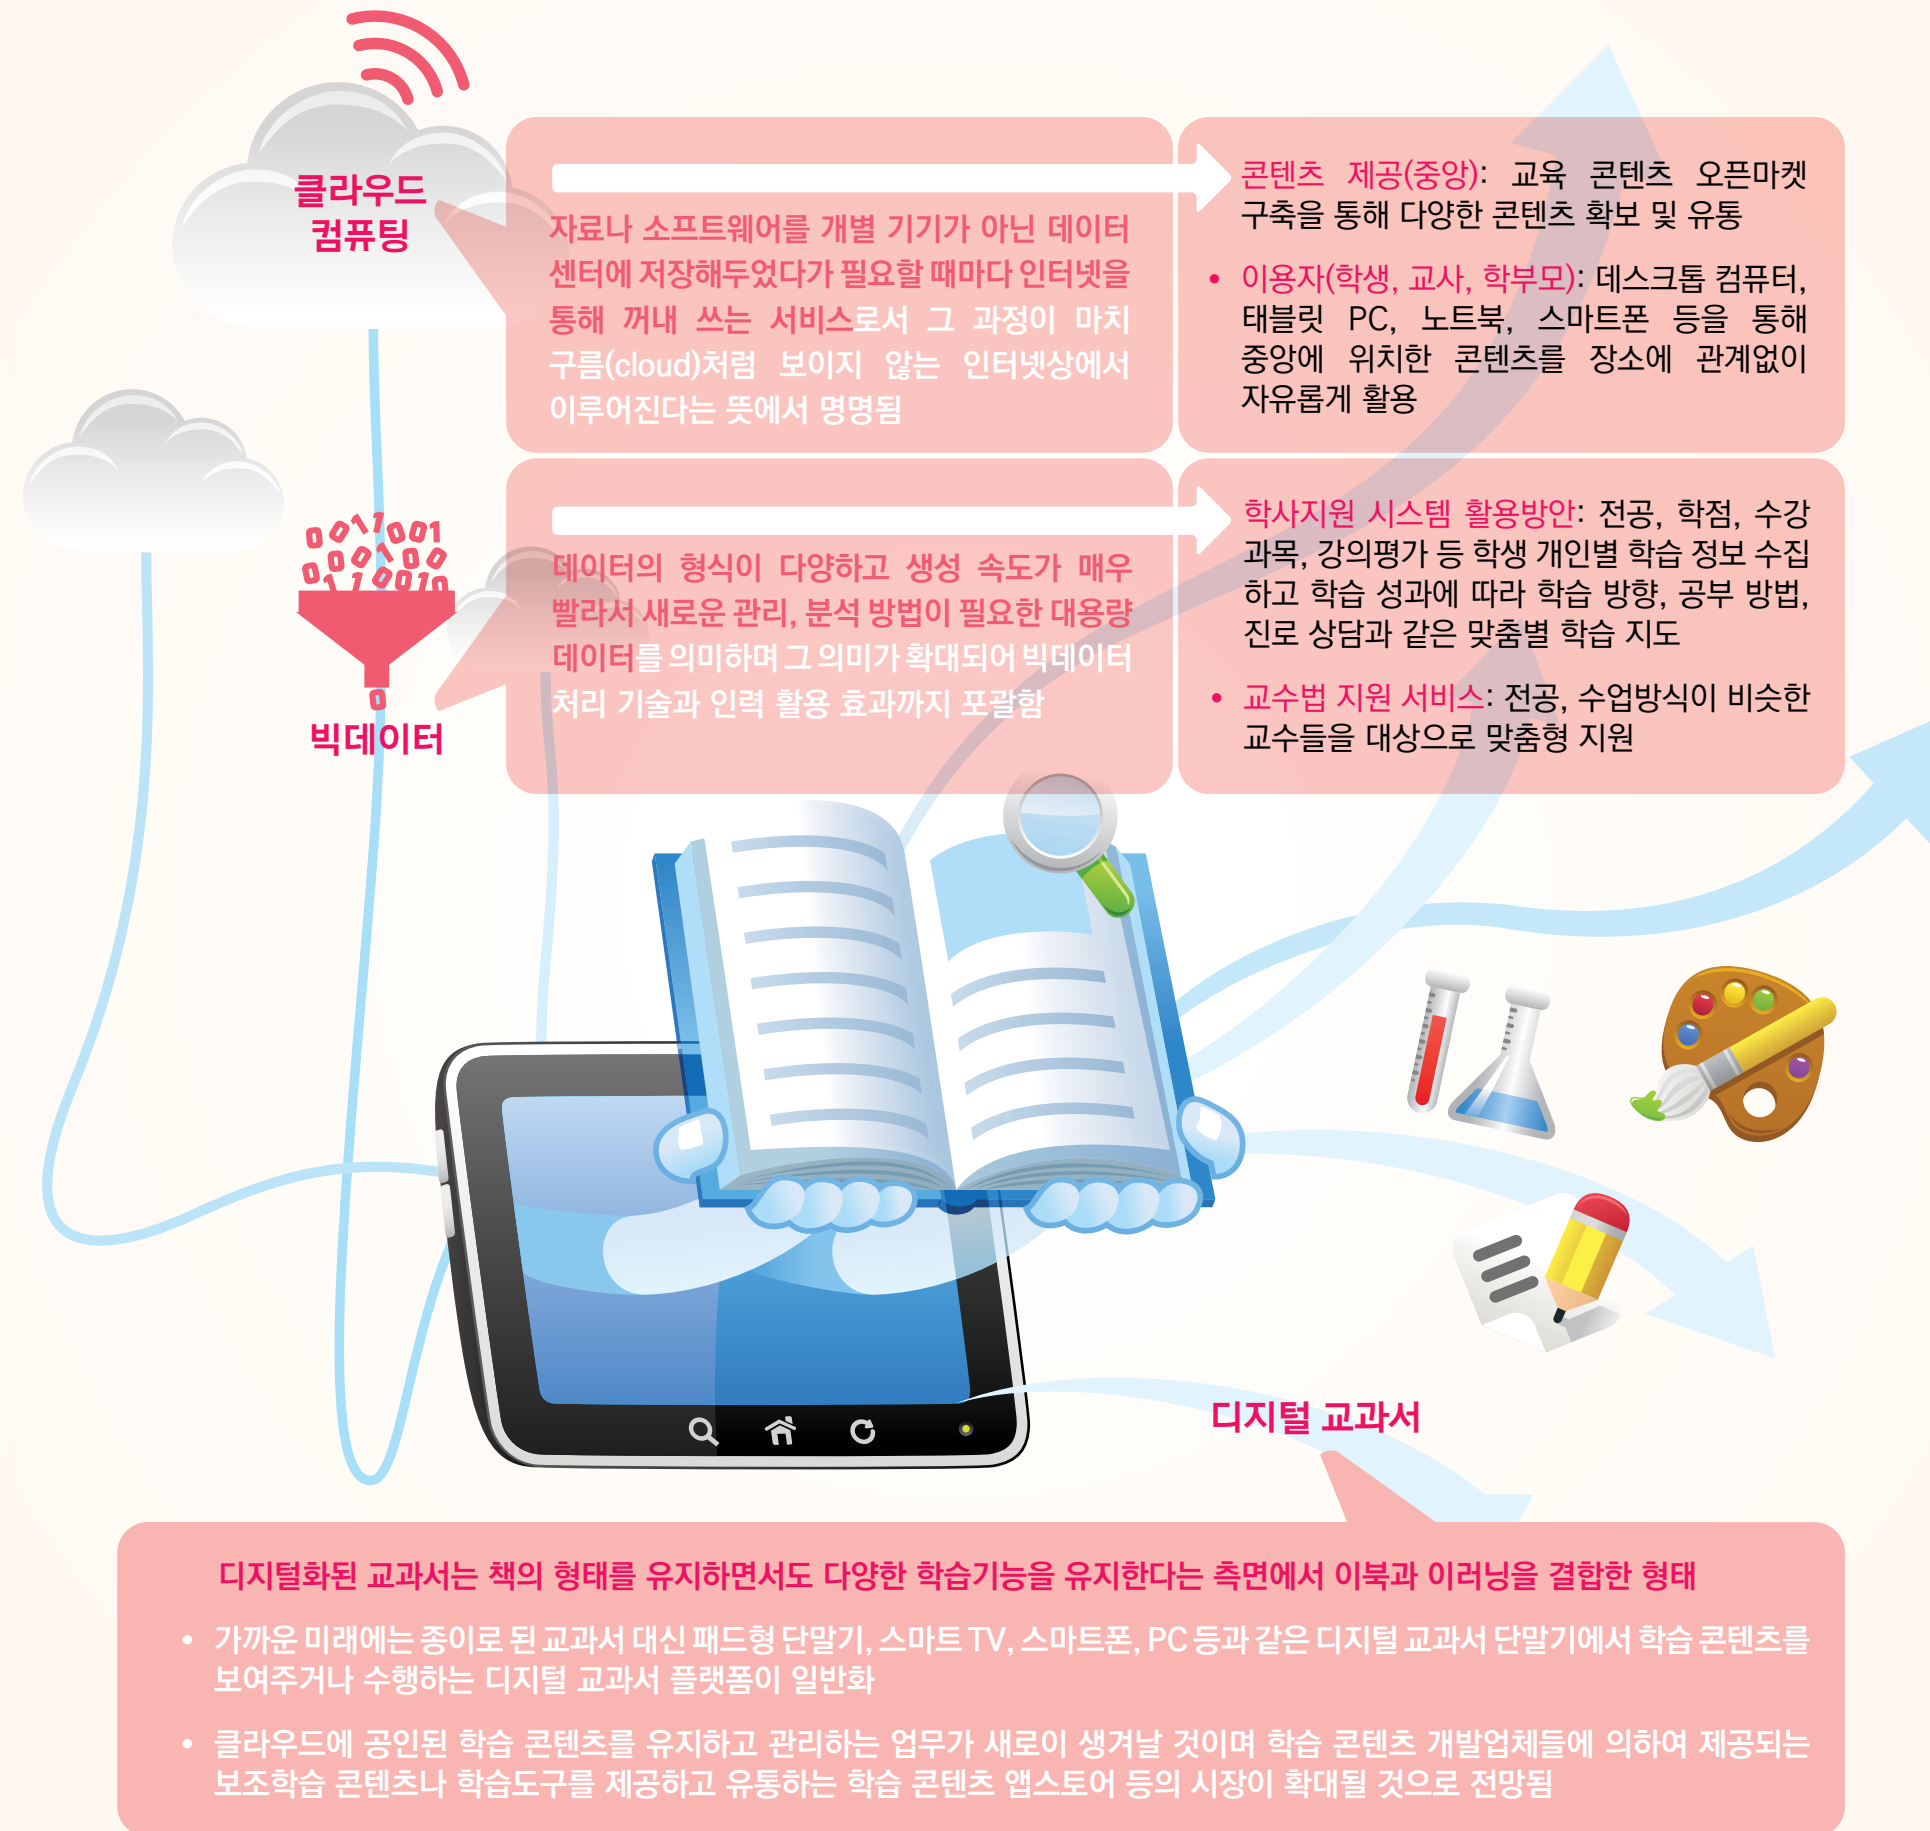 클라우드
컴퓨팅
자료나 소프트웨어를 개별 기기가 아닌 데이터
센터에 저장해두었다가 필요할 때마다 인터넷을
통해 꺼내 쓰는 서비스로서 그 과정이 마치
구름(cloud)처럼 보이지 않는 인터넷상에서
이루어진다는 뜻에서 명명됨
콘텐츠 제공(중앙): 교육 콘텐츠 오픈마켓
구축을 통해 다양한 콘텐츠 확보 및 유통
• 이용자(학생, 교사, 학부모): 데스크톱 컴퓨터,
태블릿 PC, 노트북, 스마트폰 등을 통해
중앙에 위치한 콘텐츠를 장소에 관계없이
자유롭게 활용
빅데이터
데이터의 형식이 다양하고 생성 속도가 매우
빨라서 새로운 관리, 분석 방법이 필요한 대용량
데이터를 의미하며 그 의미가 확대되어 빅데이터
처리 기술과 인력 활용 효과까지 포괄함
학사지원 시스템 활용방안: 전공, 학점, 수강
과목, 강의평가 등 학생 개인별 학습 정보 수집
하고 학습 성과에 따라 학습 방향, 공부 방법,
진로 상담과 같은 맞춤별 학습 지도
• 교수법 지원 서비스: 전공, 수업방식이 비슷한
교수들을 대상으로 맞춤형 지원
디지털 교과서
디지털화된 교과서는 책의 형태를 유지하면서도 다양한 학습기능을 유지한다는 측면에서 이북과 이러닝을 결합한 형태
• 가까운 미래에는 종이로 된 교과서 대신 패드형 단말기, 스마트 TV, 스마트폰, PC 등과 같은 디지털 교과서 단말기에서 학습 콘텐츠를
보여주거나 수행하는 디지털 교과서 플랫폼이 일반화
• 클라우드에 공인된 학습 콘텐츠를 유지하고 관리하는 업무가 새로이 생겨날 것이며 학습 콘텐츠 개발업체들에 의하여 제공되는
보조학습 콘텐츠나 학습도구를 제공하고 유통하는 학습 콘텐츠 앱스토어 등의 시장이 확대될 것으로 전망됨